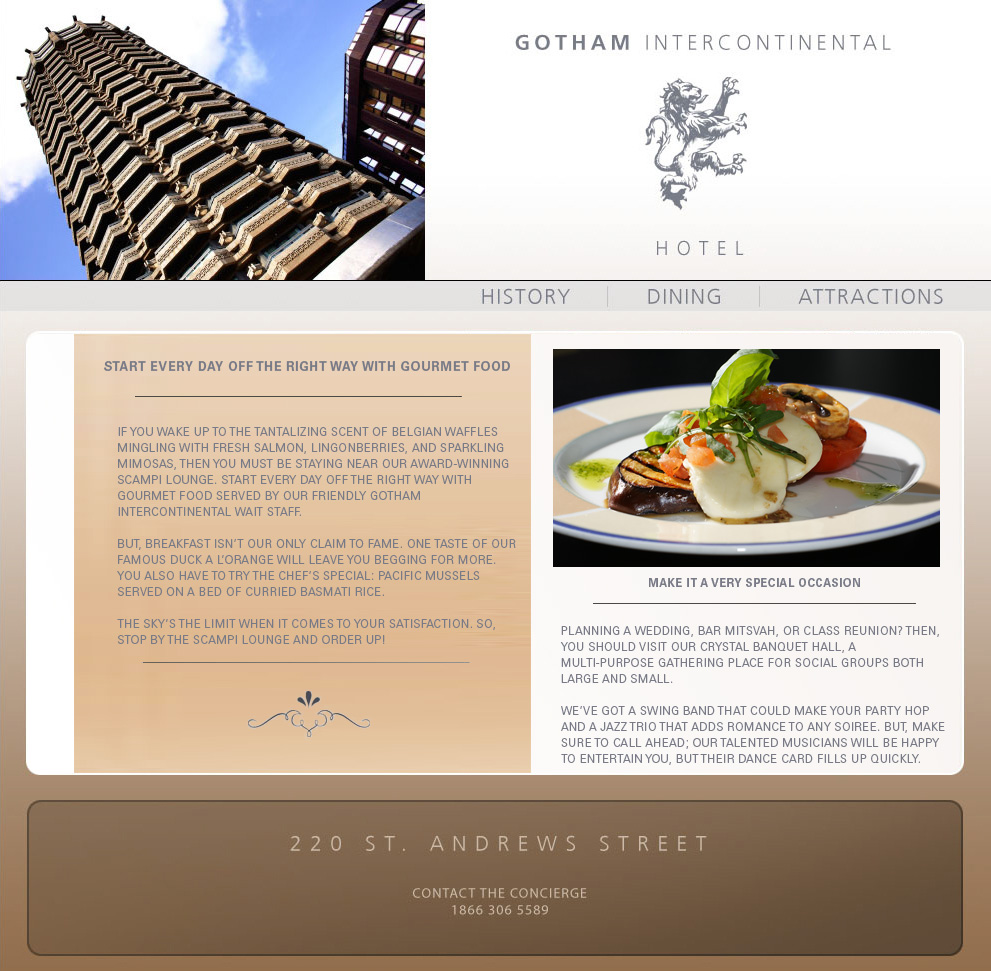 GOTHAM INTERCONTINENTAL
HOTEL
HISTORY
DINING
ATTRACTIONS
START EVERY DAY OFF THE RIGHT WAY WITH GOURMET FOOD
IF YOU WAKE UP TO THE TANTALIZING SCENT OF BELGIAN WAFFLES
MINGLING WITH FRESH SALMON, LINGONBERRIES, AND SPARKLING
MIMOSAS, THEN YOU MUST BE STAYING NEAR OUR AWARD-WINNING
SCAMPI LOUNGE. START EVERY DAY OFF THE RIGHT WAY WITH
GOURMET FOOD SERVED BY OUR FRIENDLY GOTHAM
INTERCONTINENTAL WAIT STAFF.
BUT, BREAKFAST ISN'T OUR ONLY CLAIM TO FAME. ONE TASTE OF OUR
FAMOUS DUCK A L'ORANGE WILL LEAVE YOU BEGGING FOR MORE.
YOU ALSO HAVE TO TRY THE CHEF'S SPECIAL: PACIFIC MUSSELS
SERVED ON A BED OF CURRIED BASMATI RICE.
THE SKY'S THE LIMIT WHEN IT COMES TO YOUR SATISFACTION. SO,
STOP BY THE SCAMPI LOUNGE AND ORDER UP!
MAKE IT A VERY SPECIAL OCCASION
PLANNING A WEDDING, BAR MITSVAH, OR CLASS REUNION? THEN,
YOU SHOULD VISIT OUR CRYSTAL BANQUET HALL, A
MULTI-PURPOSE GATHERING PLACE FOR SOCIAL GROUPS BOTH
LARGE AND SMALL.
WE'VE GOT A SWING BAND THAT COULD MAKE YOUR PARTY HOP
AND A JAZZ TRIO THAT ADDS ROMANCE TO ANY SOIREE. BUT, MAKE
SURE TO CALL AHEAD; OUR TALENTED MUSICIANS WILL BE HAPPY
TO ENTERTAIN YOU, BUT THEIR DANCE CARD FILLS UP QUICKLY.
220 ST. ANDREWS STREET
CONTACT THE CONCIERGE
1866 306 5589